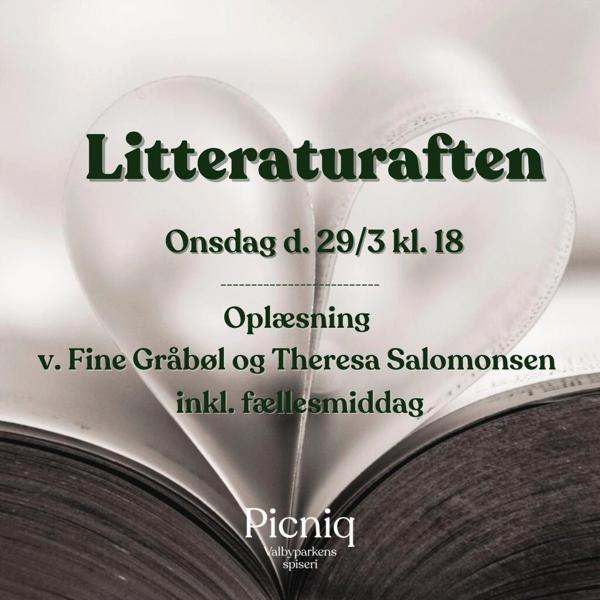 Litteraturaften
Onsdag d. 29/3 kl. 18
--------------------------
Oplæsning
v. Fine Gråbøl og Theresa Salomonsen
inkl. fællesmiddag
Picniq
Valbyparkens
spiseri